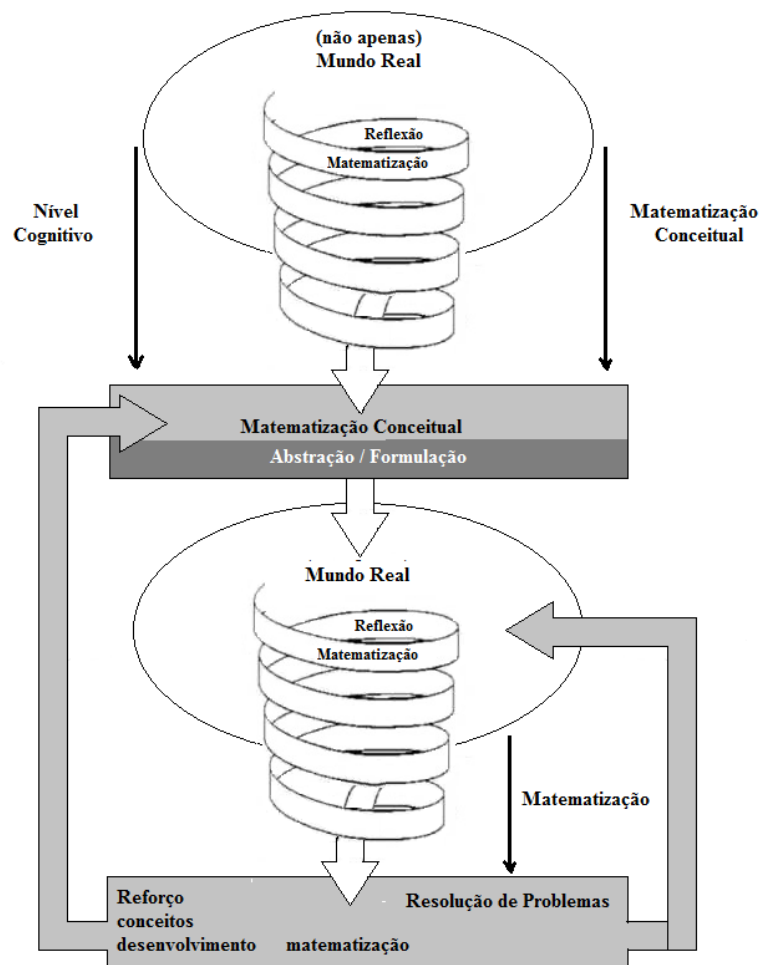 (não apenas)
Mundo Real
Reflexão
Matematização
Nível
Cognitivo
Matematização
Conceitual
Matematização Conceitual
Abstração / Formulação
Mundo Real
Reflexão
Matematização
Matematização
Reforço
conceitos
desenvolvimento matematização
Resolução de Problemas